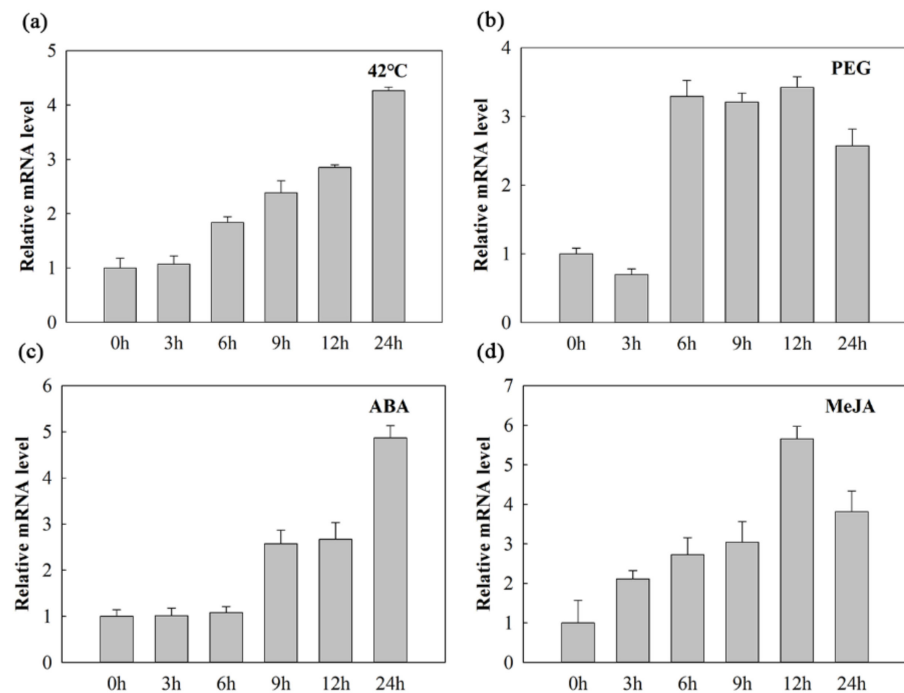 (a)
42°C
Relative mRNA level
5
4
3
2
1
0
0h 3h 6h 9h 12h 24h
(b)
PEG
Relative mRNA level
4
3
2
1
0
0h 3h 6h 9h 12h 24h
(c)
ABA
Relative mRNA level
6
5
4
3
2
1
0
0h 3h 6h 9h 12h 24h
(d)
MeJA
Relative mRNA level
7
6
5
4
3
2
1
0
0h 3h 6h 9h 12h 24h